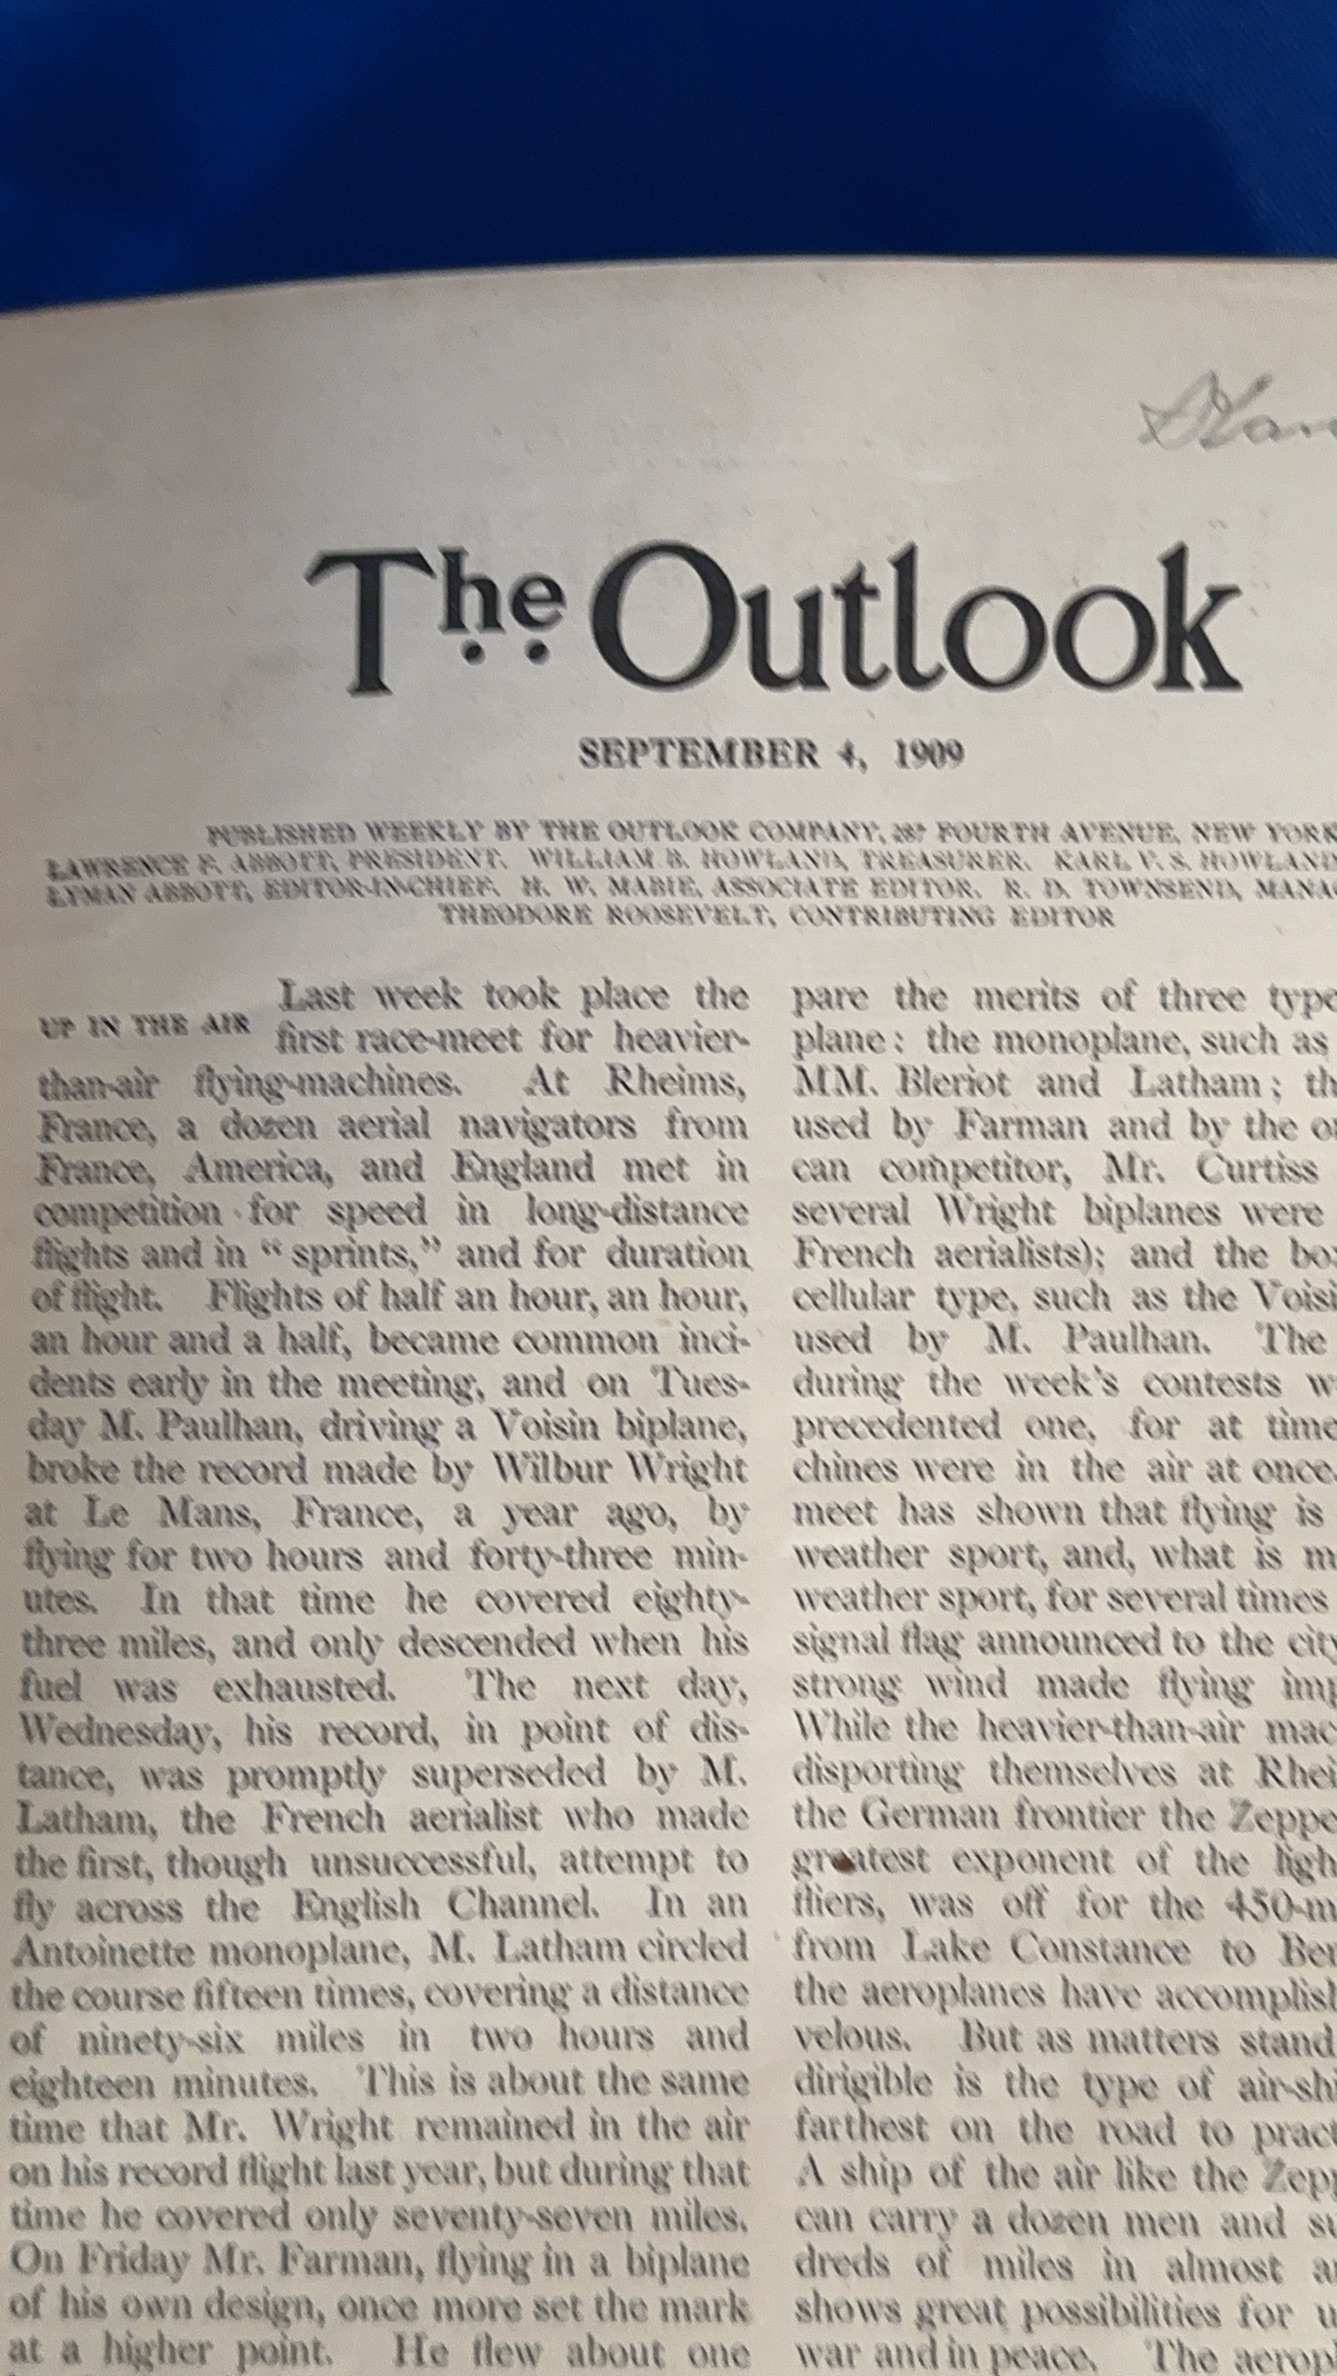 The Outlook
SEPTEMBER 4, 1909
PUBLISHED WEEKLY BY THE OUTLOOK COMPANY, 287 FOURTH AVENUE, NEW YORK
LAWRENCE F. ABBOTT, PRESIDENT. WILLIAM B. HOWLAND, TREASURER. KARL V. S. HOWLAND
LYMAN ABBOTT, EDITOR-IN-CHIEF. H. W. MABIE, ASSOCIATE EDITOR. R. D. TOWNSEND,
THEODORE ROOSEVELT, CONTRIBUTING EDITOR
UP IN THE AIR
Last week took place the
first race-meet for heavier-
than-air flying-machines. At Rheims,
France, a dozen aerial navigators from
France, America, and England met in
competition for speed in long-distance
flights and in “sprints,” and for duration
of flight. Flights of half an hour, an hour,
an hour and a half, became common inci-
dents early in the meeting, and on Tues-
day M. Paulhan, driving a Voisin biplane,
broke the record made by Wilbur Wright
at Le Mans, France, a year ago, by
flying for two hours and forty-three min-
utes. In that time he covered eighty-
three miles, and only descended when his
fuel was exhausted. The next day,
Wednesday, his record, in point of dis-
tance, was promptly superseded by M.
Latham, the French aerialist who made
the first, though unsuccessful, attempt to
fly across the English Channel. In an
Antoinette monoplane, M. Latham circled
the course fifteen times, covering a distance
of ninety-six miles in two hours and
eighteen minutes. This is about the same
time that Mr. Wright remained in the air
on his record flight last year, but during that
time he covered only seventy-seven miles.
On Friday Mr. Farman, flying in a biplane
of his own design, once more set the mark
at a higher point. He flew about one
pare the merits of three type
plane: the monoplane, such as
MM. Bleriot and Latham; th
used by Farman and by the
can competitor, Mr. Curtiss
several Wright biplanes were
French aerialists); and the
cellular type, such as the Voisi
used by M. Paulhan. The
during the week's contests w
precedented one, for at time
chines were in the air at once.
meet has shown that flying is
weather sport, and, what is m
weather sport, for several times
signal flag announced to the city
strong wind made flying imp
While the heavier-than-air mac
disporting themselves at Rhei
the German frontier the Zeppe
greatest exponent of the ligh
fliers, was off for the 450-m
from Lake Constance to Ber
the aeroplanes have accomplish
velous. But as matters stand
dirigible is the type of air-shi
farthest on the road to pract
A ship of the air like the Zepp
can carry a dozen men and
dreds of miles in almost
shows great possibilities for u
war and in peace. The aerop